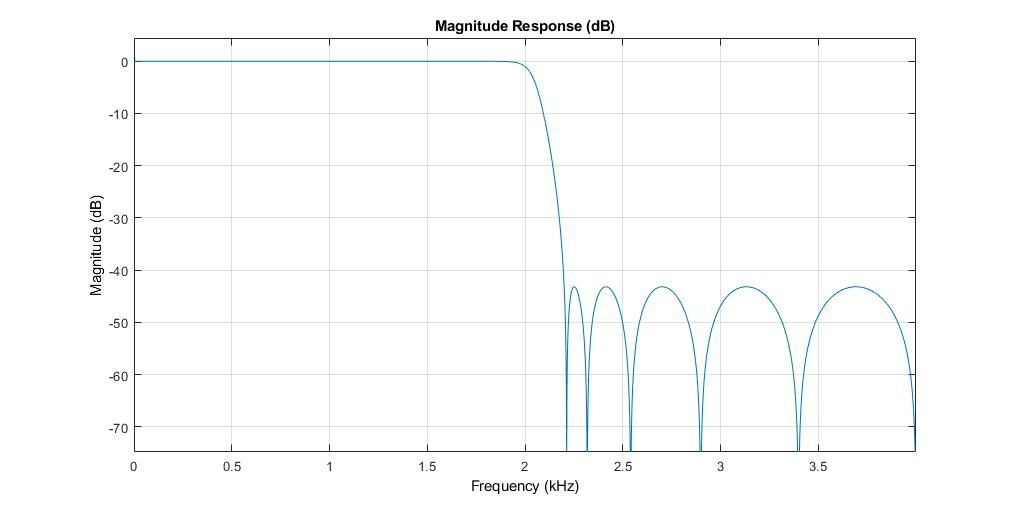 Magnitude Response (dB)
0
-10
-20
-30
-40
-50
-60
-70
Magnitude (dB)
0 0.5 1 1.5 2 2.5 3 3.5
Frequency (kHz)